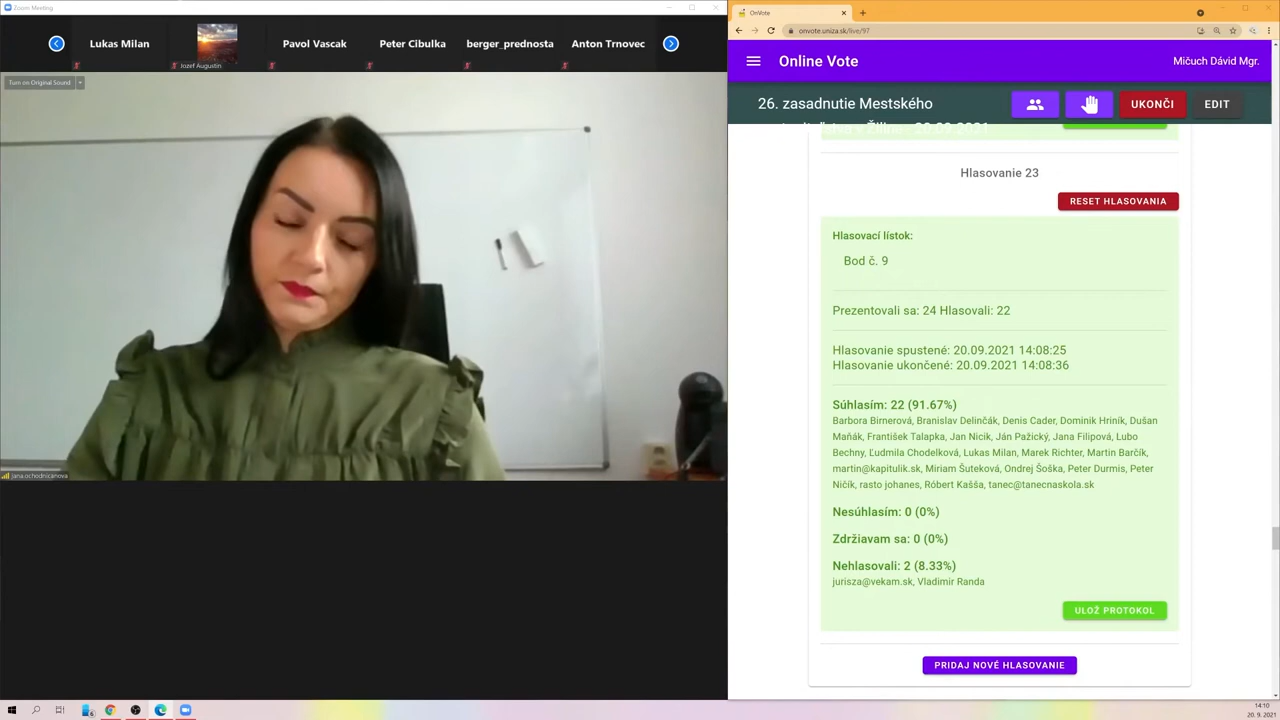 Zoom Meeting
Lukas Milan
Pavol Vascak
Peter Cibulka
berger_prednosta
Anton Trnovec
Jozef Augustin
Turn on Original Sound
jana.ochodnicanova
OnVote
onvote.uniza.sk/live/97
Online Vote
Mičuch Dávid Mgr.
26. zasadnutie Mestského
UKONČI
EDIT
v Žiline - 20.09.2021
Hlasovanie 23
RESET HLASOVANIA
Hlasovací lístok:
Bod č. 9
Prezentovali sa: 24 Hlasovali: 22
Hlasovanie spustené: 20.09.2021 14:08:25
Hlasovanie ukončené: 20.09.2021 14:08:36
Súhlasím: 22 (91.67%)
Barbora Birnerová, Branislav Delinčák, Denis Cader, Dominik Hriník, Dušan
Maňák, František Talapka, Jan Nicik, Ján Pažický, Jana Filipová, Lubo
Bechny, Ľudmila Chodelková, Lukas Milan, Marek Richter, Martin Barčík,
martin@kapitulik.sk, Miriam Šuteková, Ondrej Šoška, Peter Durmis, Peter
Ničík, rasto johanes, Róbert Kašša, tanec@tanecnaskola.sk
Nesúhlasím: 0 (0%)
Zdržiavam sa: 0 (0%)
Nehlasovali: 2 (8.33%)
jurisza@vekam.sk, Vladimir Randa
ULOŽ PROTOKOL
PRIDAJ NOVÉ HLASOVANIE
14:10
20. 9. 2021